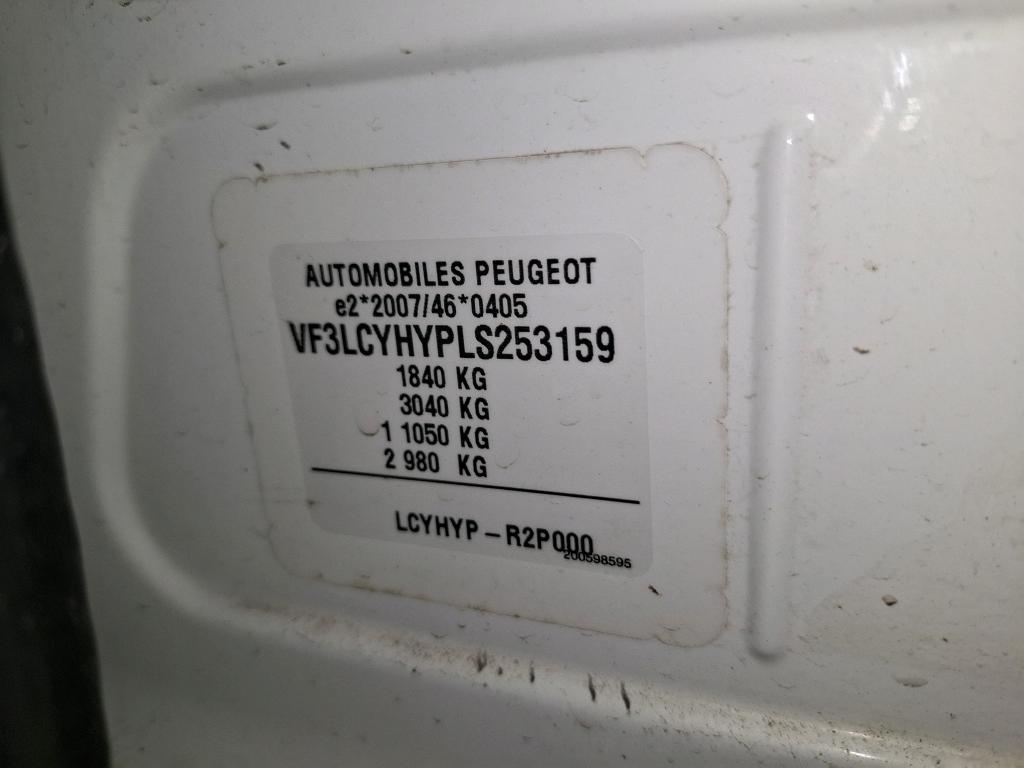 AUTOMOBILES PEUGEOT
e2*2007/46*0405
VF3LCYHYPLS253159
1840 KG
3040 KG
1 1050 KG
2 980 KG
LCYHYP-R2P000
200598595